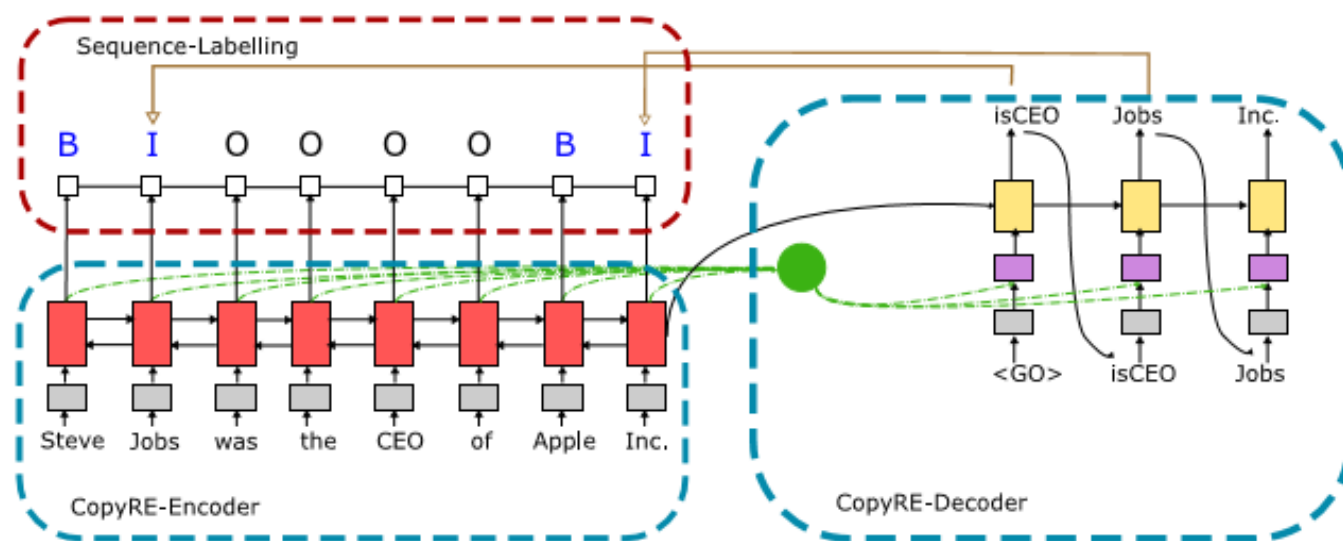 Sequence-Labelling
B I O O O O B I
Steve Jobs was the CEO of Apple Inc.
CopyRE-Encoder
isCEO Jobs Inc.
<GO> isCEO Jobs
CopyRE-Decoder